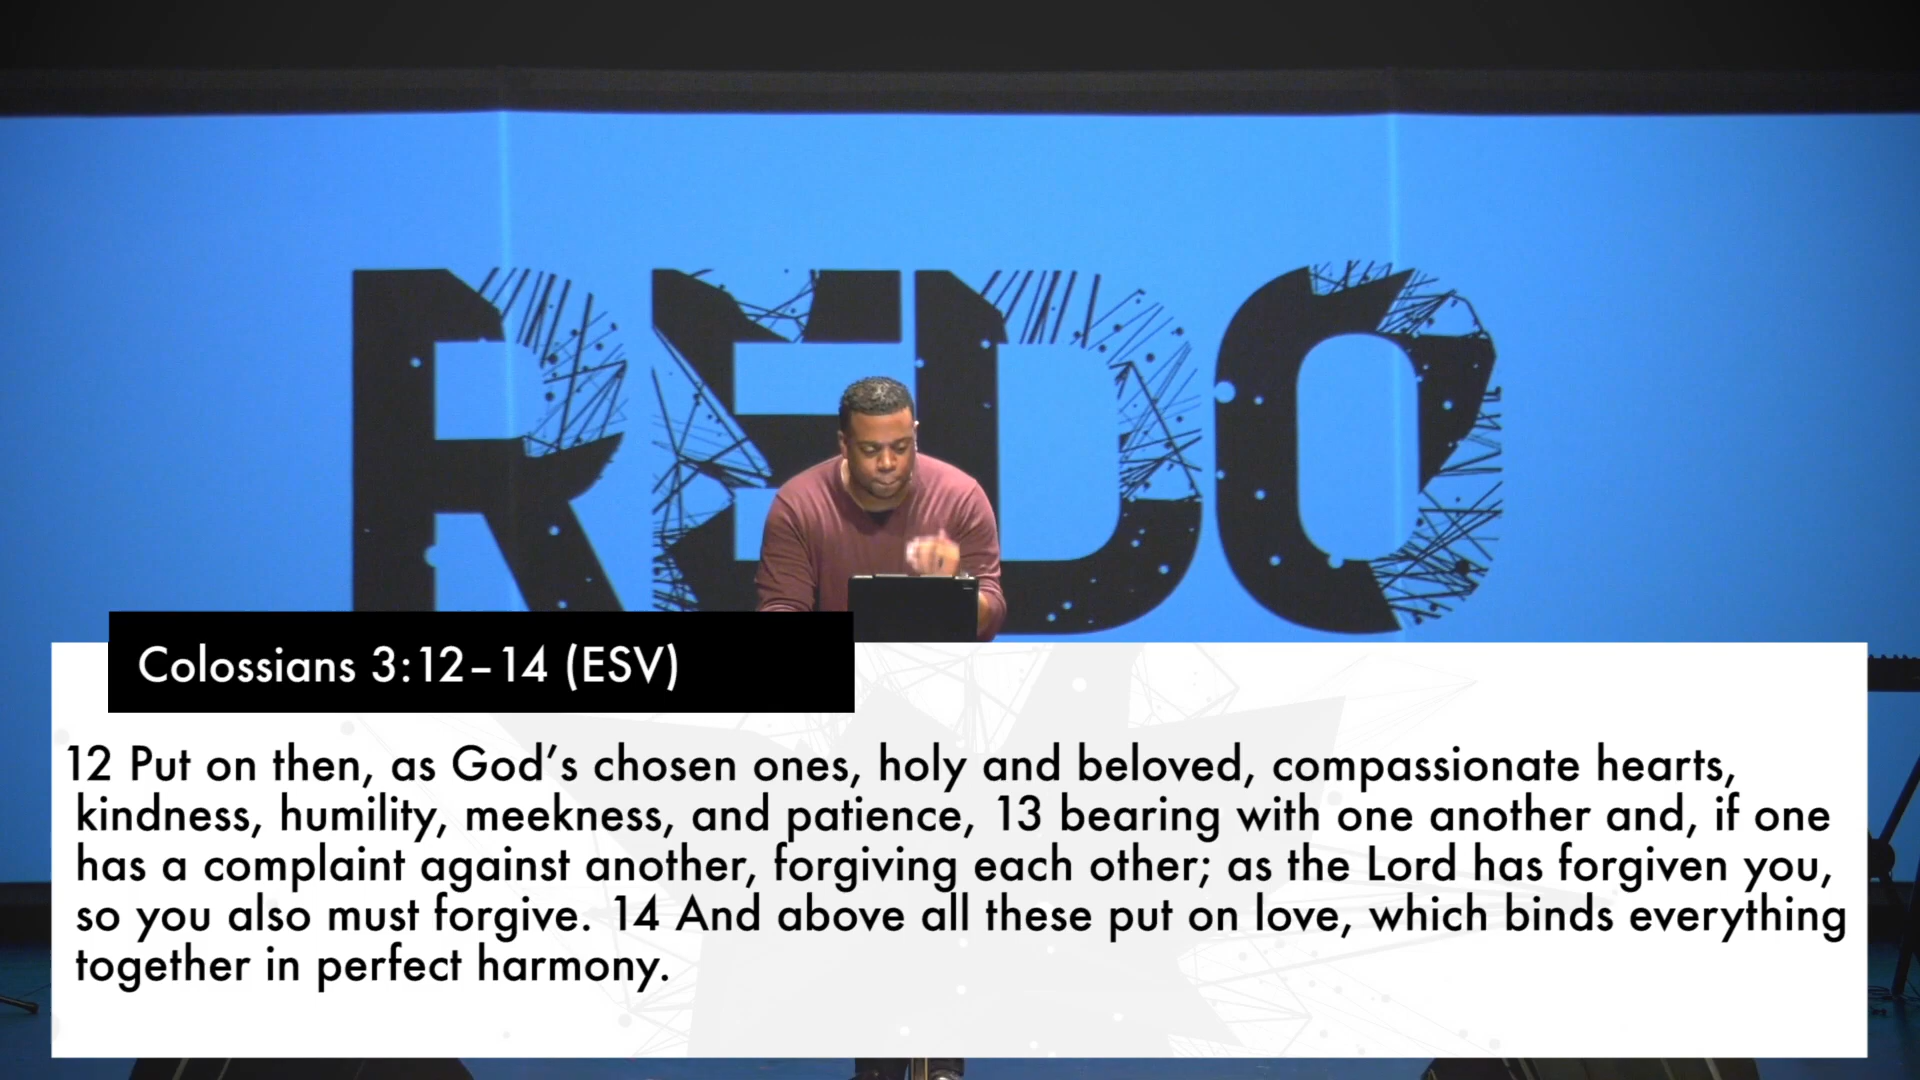 REDO
Colossians 3:12–14 (ESV)
12 Put on then, as God’s chosen ones, holy and beloved, compassionate hearts,
kindness, humility, meekness, and patience, 13 bearing with one another and, if one
has a complaint against another, forgiving each other; as the Lord has forgiven you,
so you also must forgive. 14 And above all these put on love, which binds everything
together in perfect harmony.